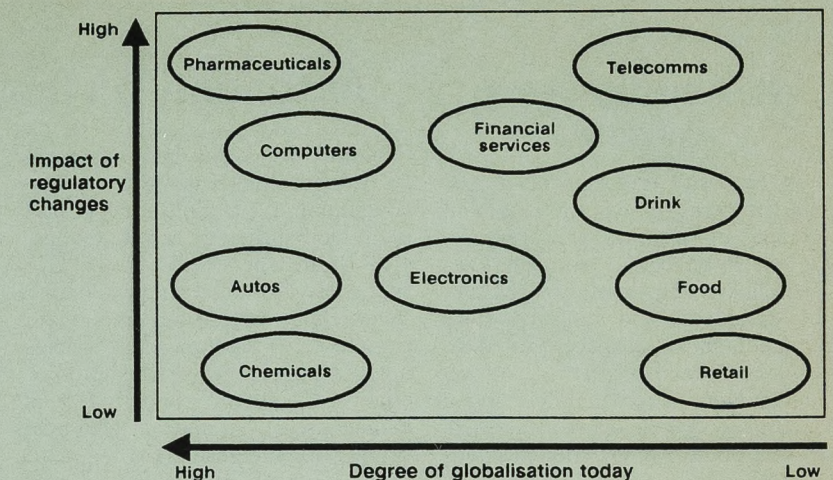 High
Pharmaceuticals
Telecomms
Financial
services
Computers
Impact of
regulatory
changes
Drink
Autos
Electronics
Food
Chemicals
Retail
Low
High
Degree of globalisation today
Low